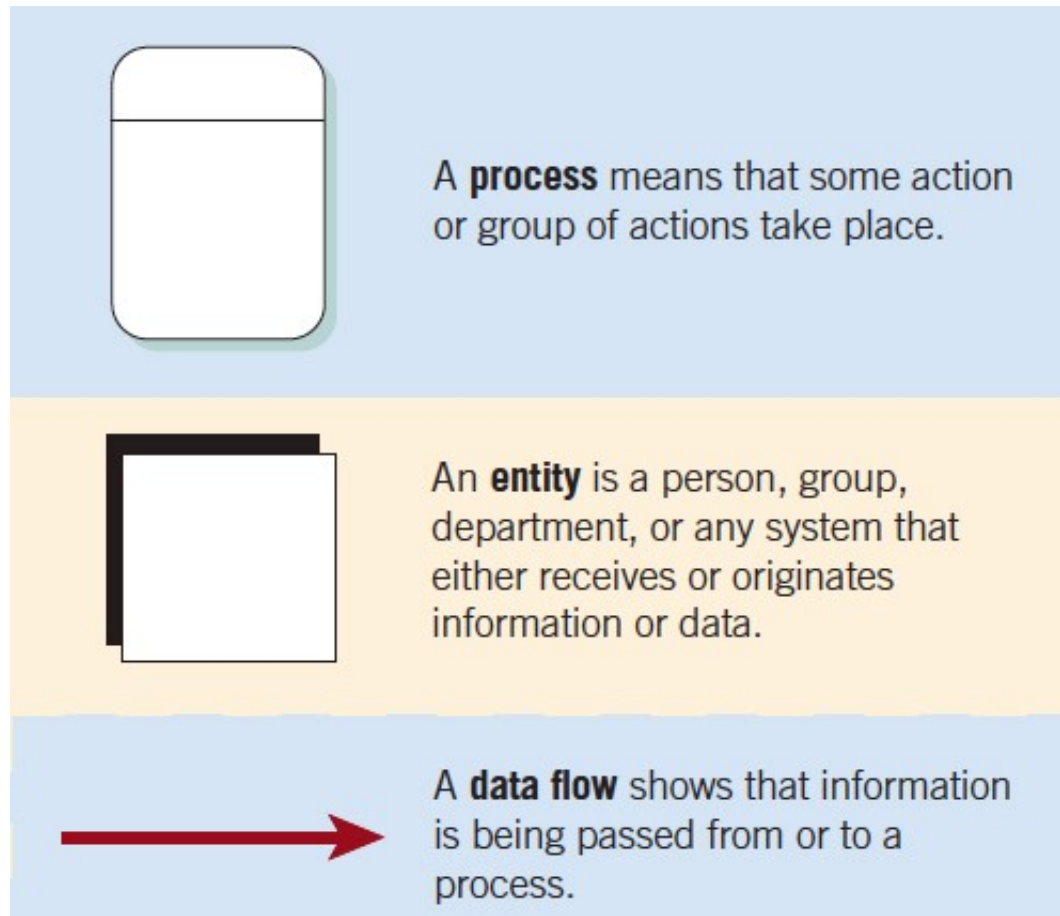 A process means that some action
or group of actions take place.
An entity is a person, group,
department, or any system that
either receives or originates
information or data.
A data flow shows that information
is being passed from or to a
process.